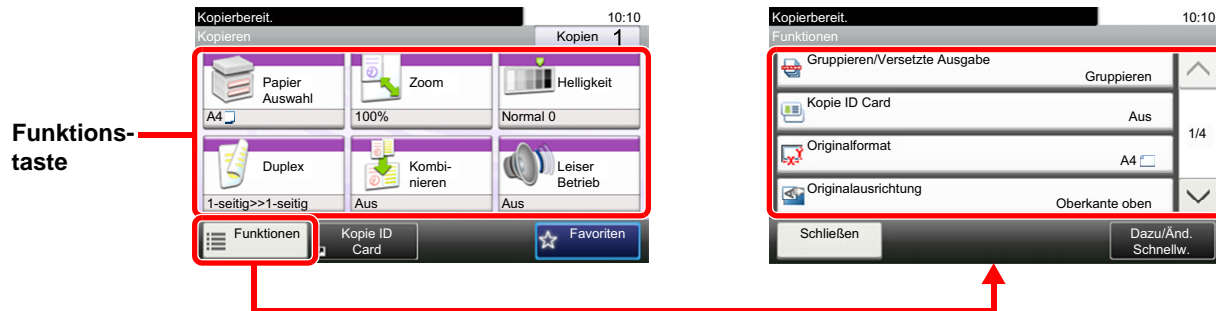 Funktions-
taste
Kopierbereit. 10:10
Kopieren Kopien 1
Papier
Auswahl
A4
Zoom
100%
Helligkeit
Normal 0
Duplex
1-seitig>>1-seitig
Kombi-
nieren
Aus
Leiser
Betrieb
Aus
Funktionen
Kopie ID
Card
Favoriten
Kopierbereit. 10:10
Funktionen
Gruppieren/Versetzte Ausgabe
Gruppieren
Kopie ID Card
Aus
Originalformat
A4
Originalausrichtung
Oberkante oben
1/4
Schließen
Dazu/Änd.
Schnellw.